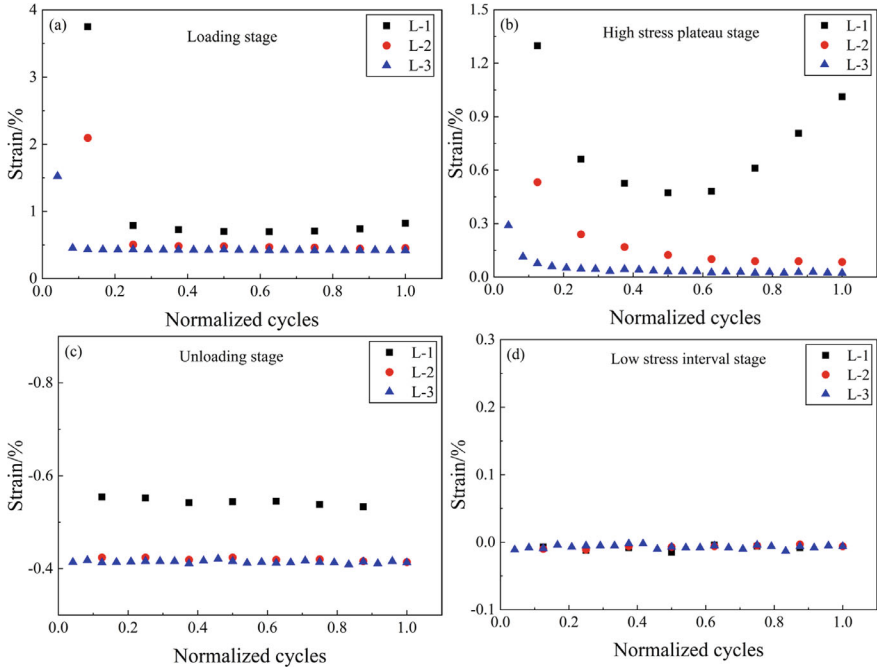 (a)
Loading stage
L-1
L-2
L-3
4
3
2
1
0
Strain/%
0.0 0.2 0.4 0.6 0.8 1.0
Normalized cycles
(b)
High stress plateau stage
L-1
L-2
L-3
1.5
1.2
0.9
0.6
0.3
0.0
Strain/%
0.0 0.2 0.4 0.6 0.8 1.0
Normalized cycles
(c)
Unloading stage
L-1
L-2
L-3
-0.8
-0.6
-0.4
Strain/%
0.0 0.2 0.4 0.6 0.8 1.0
Normalized cycles
(d)
Low stress interval stage
L-1
L-2
L-3
0.3
0.2
0.1
0.0
-0.1
Strain/%
0.0 0.2 0.4 0.6 0.8 1.0
Normalized cycles